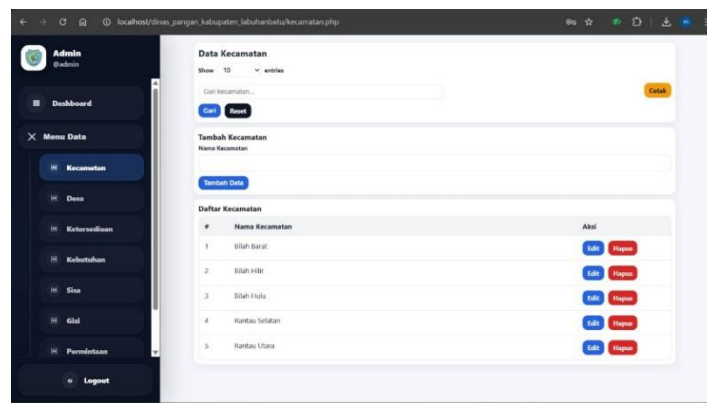 localhost/dinas_pangan_kabupaten_labuhanbatu/kecamatan.php
Admin
@admin
Dashboard
Menu Data
Kecamatan
Desa
Ketersediaan
Kebutuhan
Sisa
Gizi
Permintaan
Logout
Data Kecamatan
Show 10 entries
Cari kecamatan...
Cetak
Cari Reset
Tambah Kecamatan
Nama Kecamatan
Tambah Data
Daftar Kecamatan
# Nama Kecamatan Aksi
1 Bilah Barat Edit Hapus
2 Bilah Hilir Edit Hapus
3 Bilah Hulu Edit Hapus
4 Rantau Selatan Edit Hapus
5 Rantau Utara Edit Hapus